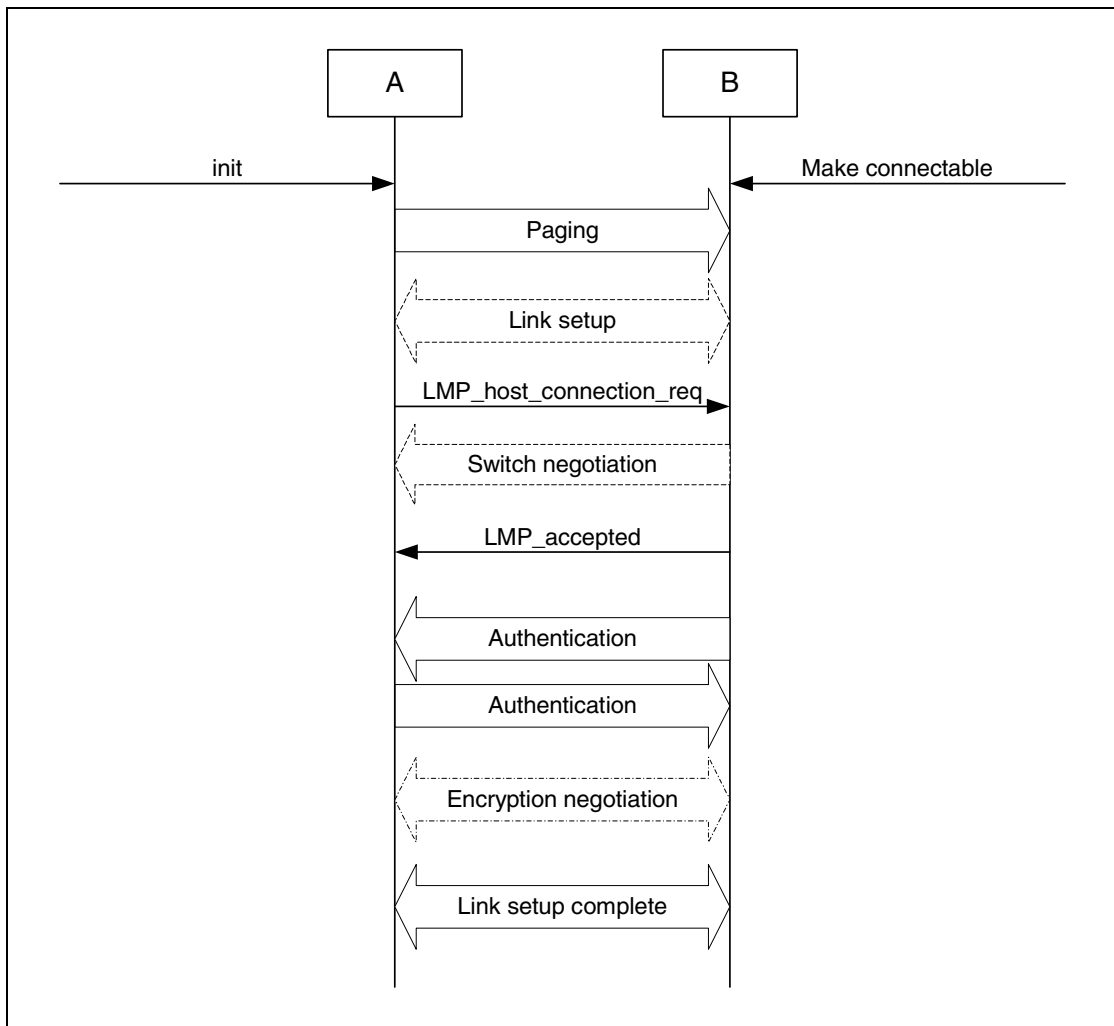 A
B
init
Make connectable
Paging
Link setup
LMP_host_connection_req
Switch negotiation
LMP_accepted
Authentication
Authentication
Encryption negotiation
Link setup complete